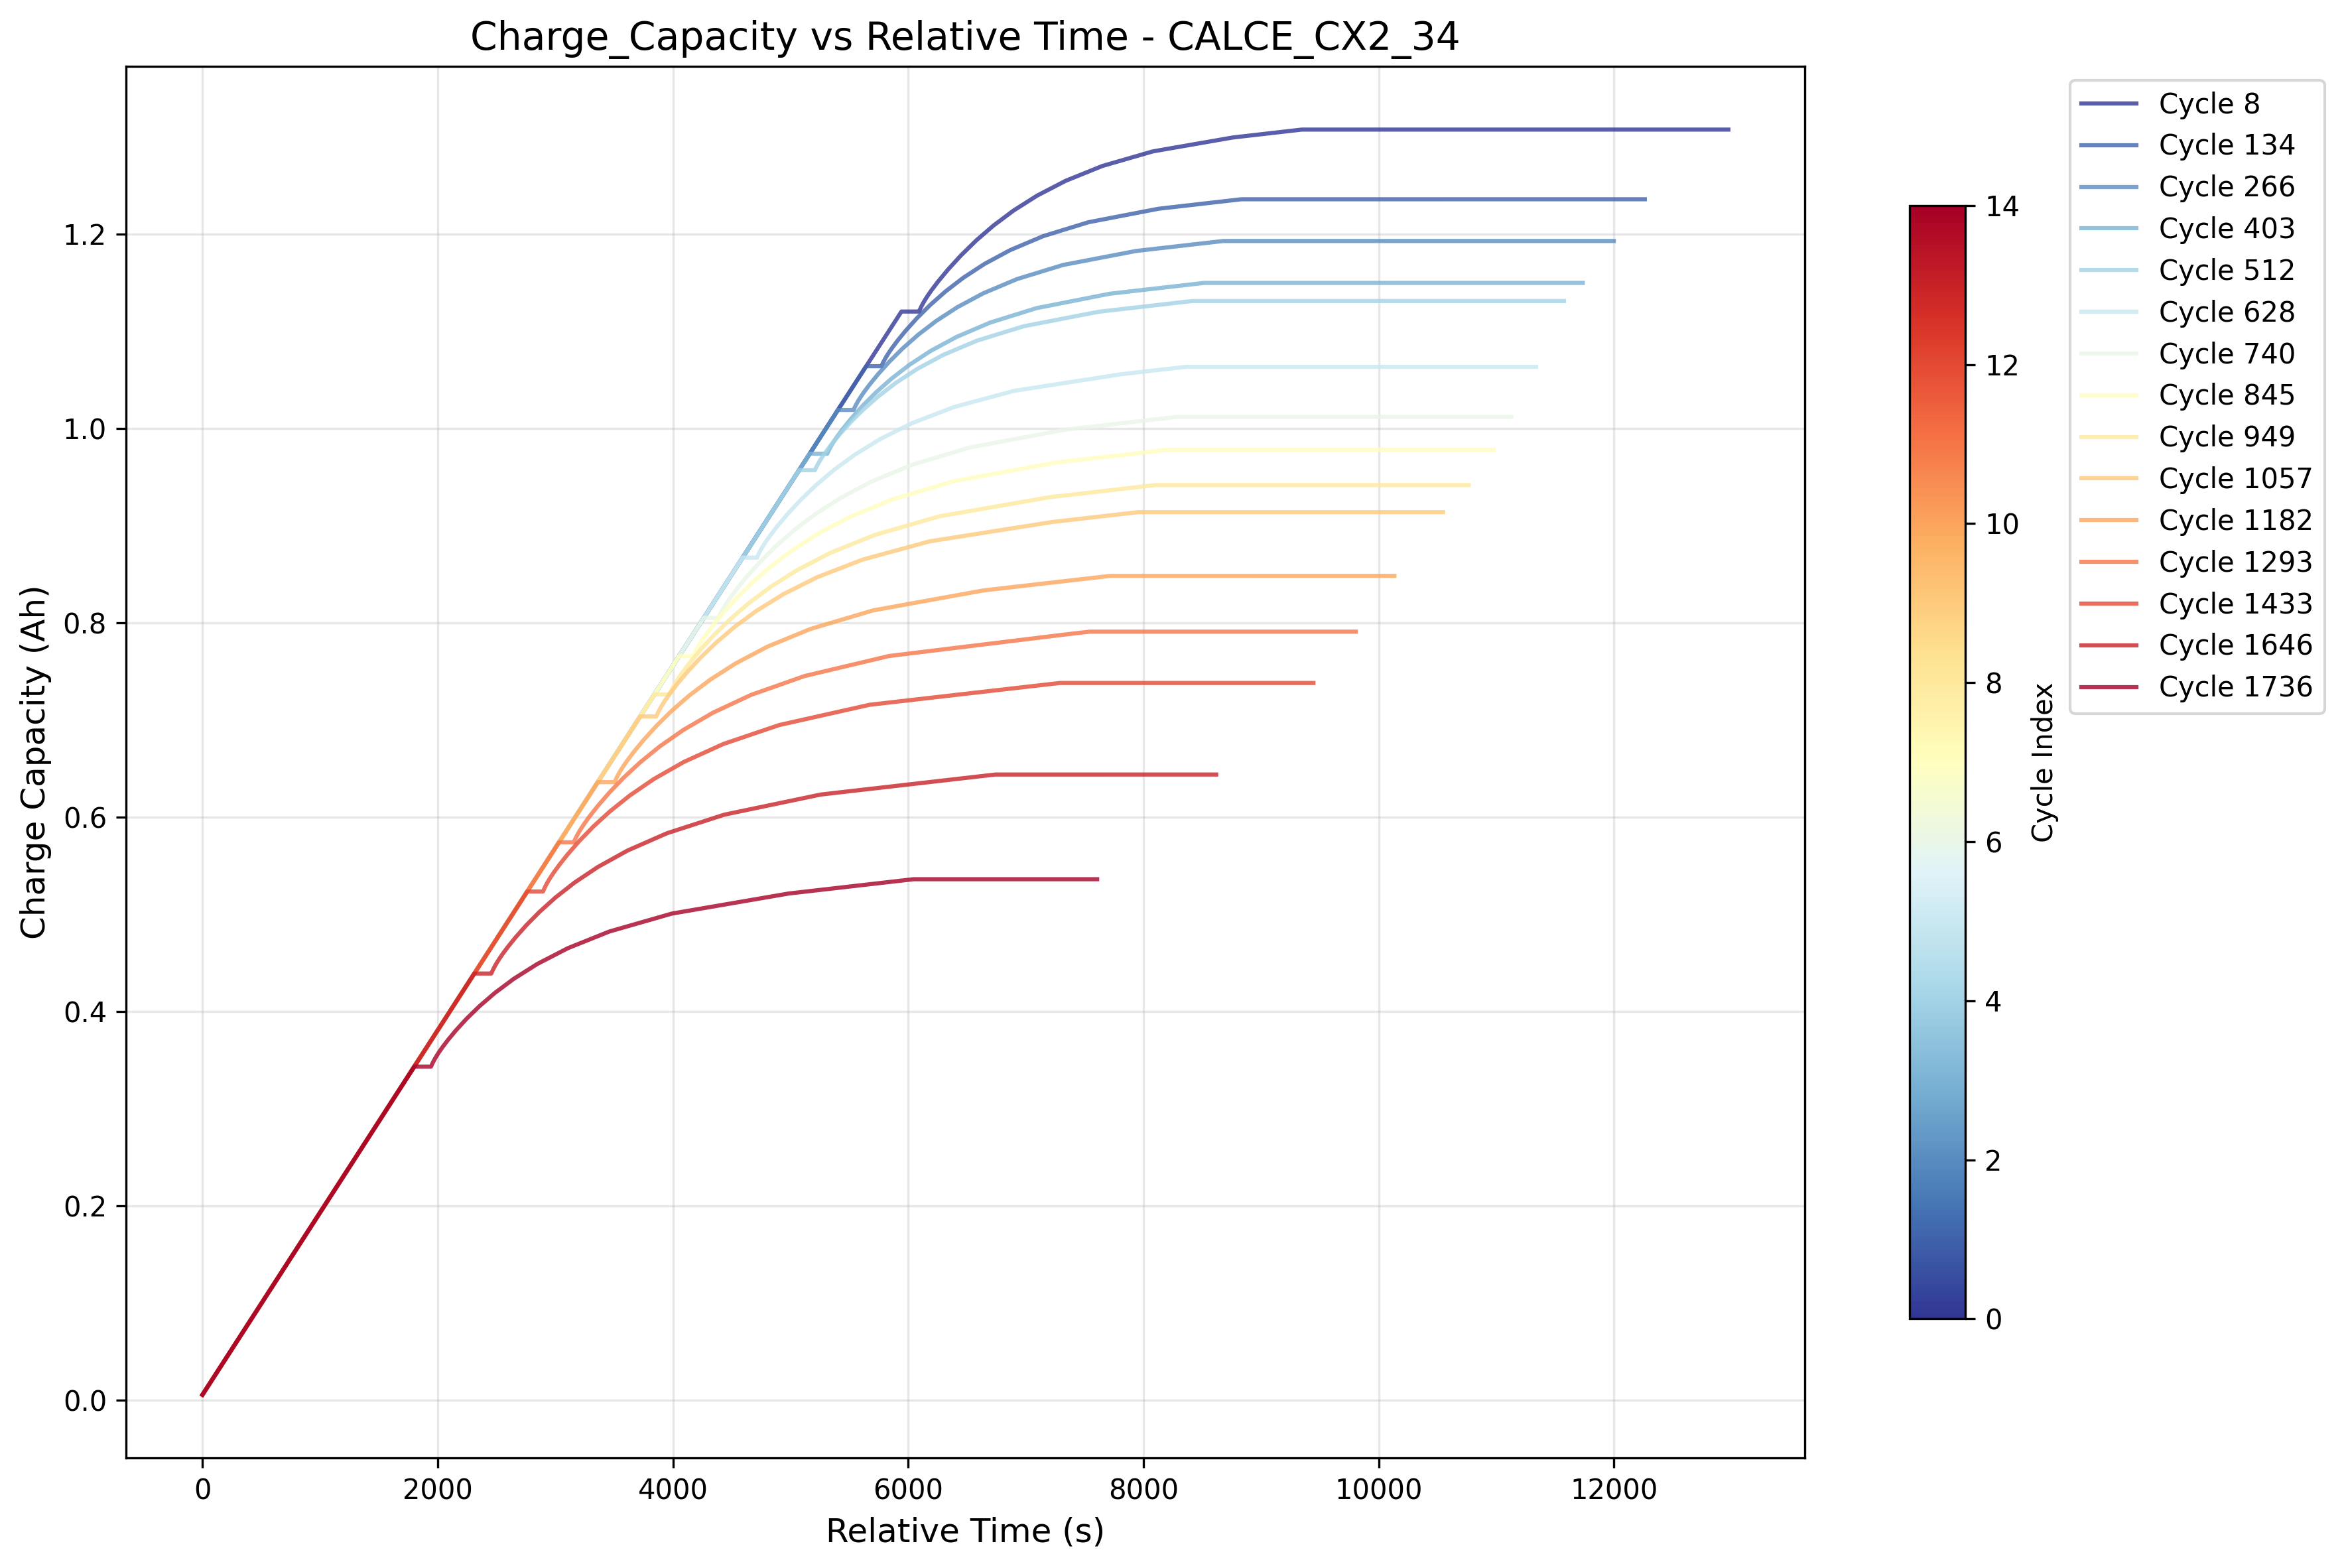 Charge_Capacity vs Relative Time - CALCE_CX2_34
Charge Capacity (Ah)
1.2
1.0
0.8
0.6
0.4
0.2
0.0
0
2000
4000
6000
8000
10000
12000
Relative Time (s)
14
12
10
8
6
4
2
0
Cycle Index
Cycle 8
Cycle 134
Cycle 266
Cycle 403
Cycle 512
Cycle 628
Cycle 740
Cycle 845
Cycle 949
Cycle 1057
Cycle 1182
Cycle 1293
Cycle 1433
Cycle 1646
Cycle 1736